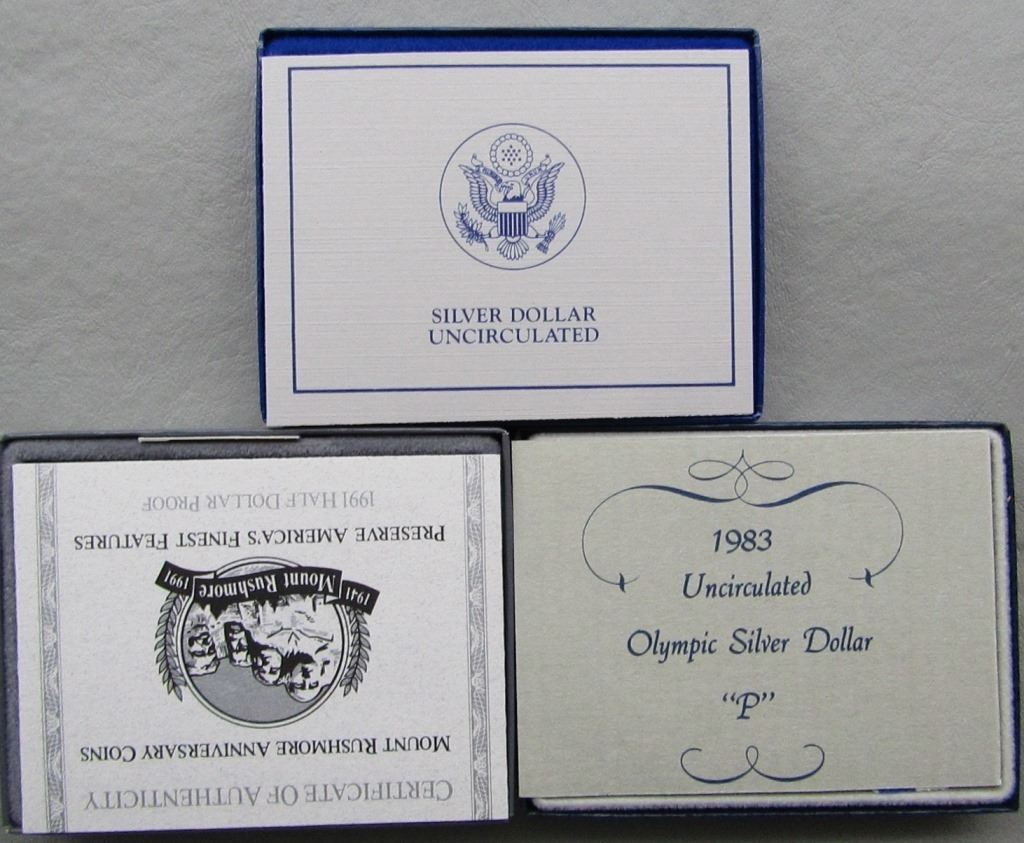 SILVER DOLLAR
UNCIRCULATED
CERTIFICATE OF AUTHENTICITY
MOUNT RUSHMORE ANNIVERSARY COINS
1941 Mount Rushmore 1991
PRESERVE AMERICA'S FINEST FEATURES
1991 HALF DOLLAR PROOF
1983
Uncirculated
Olympic Silver Dollar
“P”